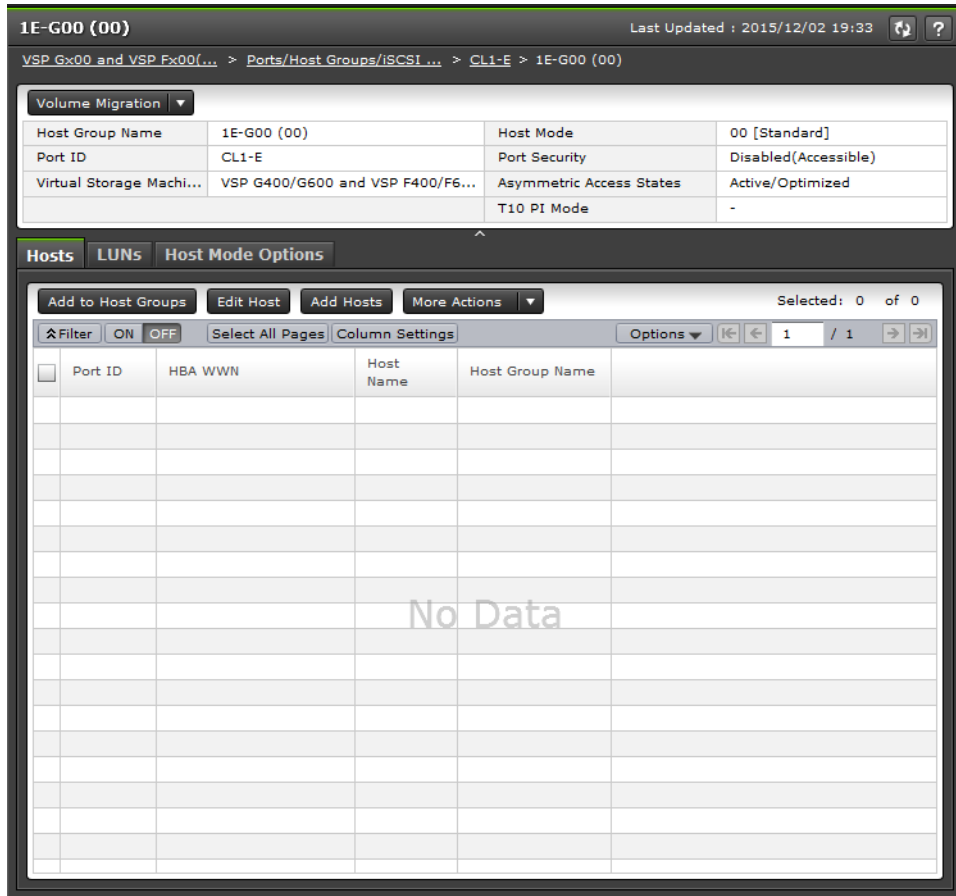 1E-G00 (00) Last Updated : 2015/12/02 19:33 ?
VSP Gx00 and VSP Fx00(... > Ports/Host Groups/iSCSI ... > CL1-E > 1E-G00 (00)
Volume Migration
Host Group Name 1E-G00 (00) Host Mode 00 [Standard]
Port ID CL1-E Port Security Disabled(Accessible)
Virtual Storage Machi... VSP G400/G600 and VSP F400/F6... Asymmetric Access States Active/Optimized
T10 PI Mode -
Hosts LUNs Host Mode Options
Add to Host Groups Edit Host Add Hosts More Actions Selected: 0 of 0
Filter ON OFF Select All Pages Column Settings Options 1 / 1
Port ID HBA WWN Host Name Host Group Name
No Data